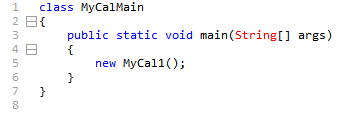 1 class MyCalMain
2 {
3     public static void main(String[] args)
4     {
5         new MyCal1();
6     }
7 }
8